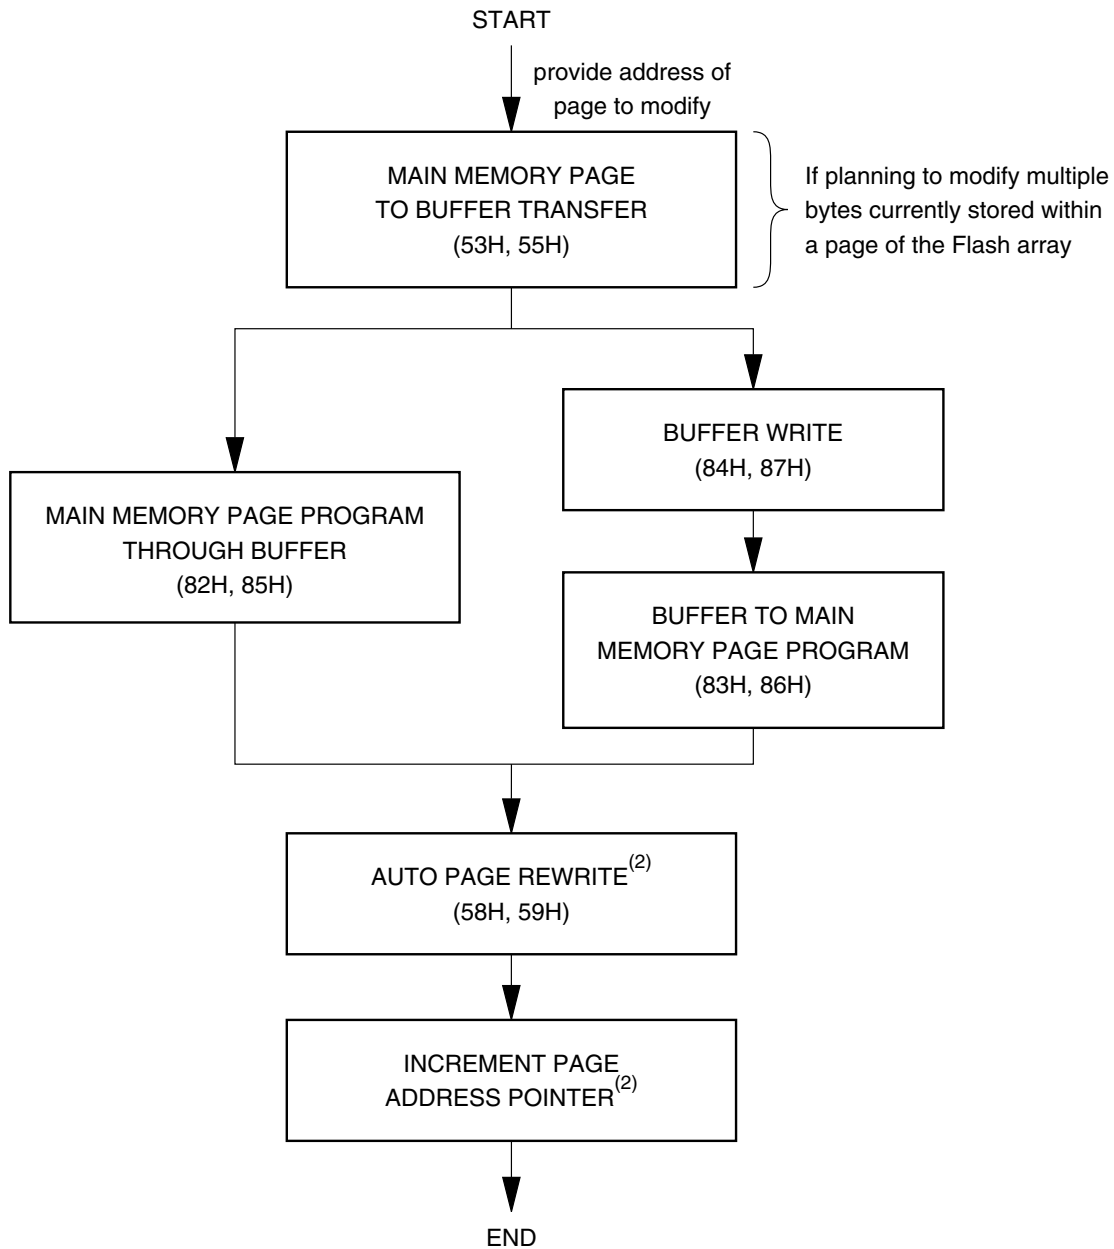 START
provide address of
page to modify
MAIN MEMORY PAGE
TO BUFFER TRANSFER
(53H, 55H)
If planning to modify multiple
bytes currently stored within
a page of the Flash array
BUFFER WRITE
(84H, 87H)
MAIN MEMORY PAGE PROGRAM
THROUGH BUFFER
(82H, 85H)
BUFFER TO MAIN
MEMORY PAGE PROGRAM
(83H, 86H)
AUTO PAGE REWRITE(2)
(58H, 59H)
INCREMENT PAGE
ADDRESS POINTER(2)
END